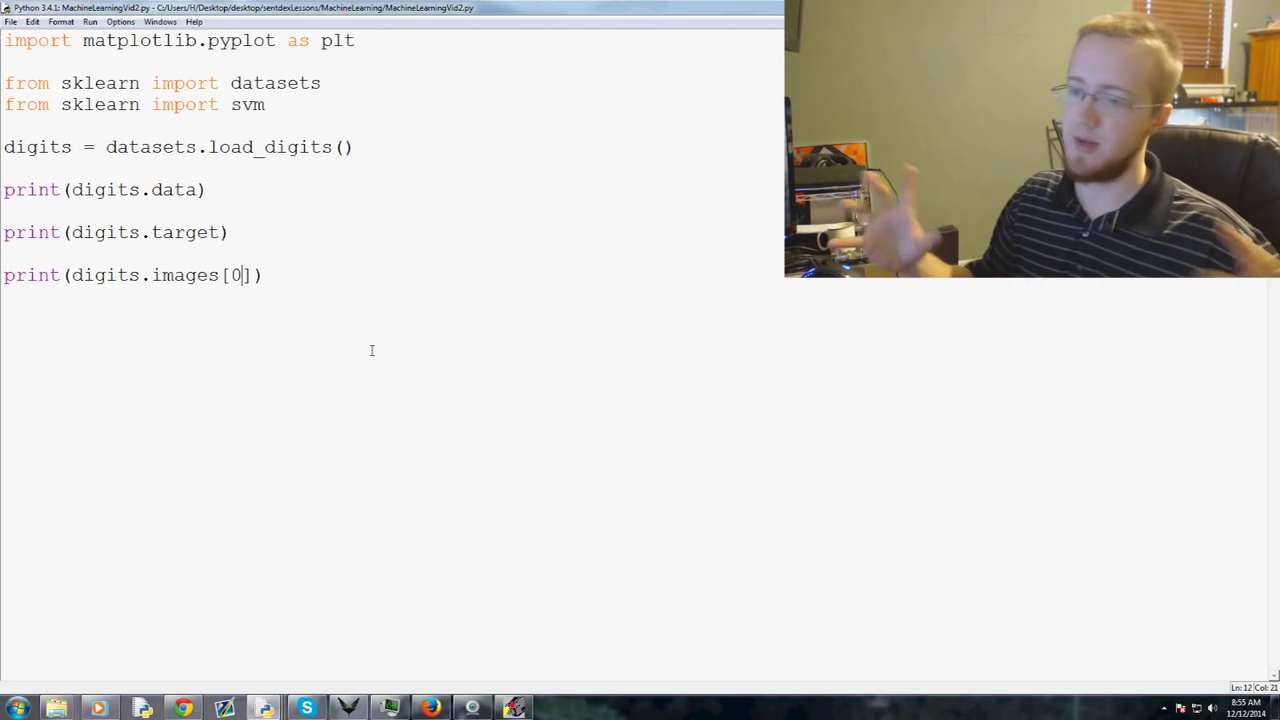 Python 3.4.1: MachineLearningVid2.py - C:/Users/H/Desktop/desktop/sentdexLessons/MachineLearning/MachineLearningVid2.py
File Edit Format Run Options Windows Help
import matplotlib.pyplot as plt
from sklearn import datasets
from sklearn import svm
digits = datasets.load_digits()
print(digits.data)
print(digits.target)
print(digits.images[0])
Ln: 12 Col: 21
8:55 AM
12/12/2014